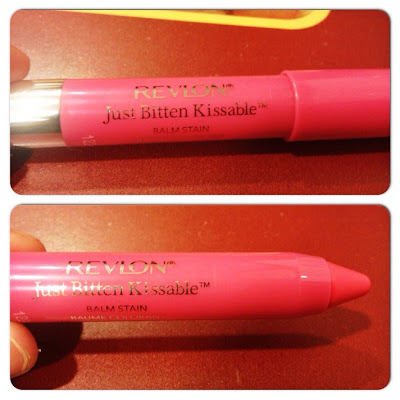 REVLON®
Just Bitten Kissable™
BALM STAIN
REVLON®
Just Bitten Kissable™
BALM STAIN